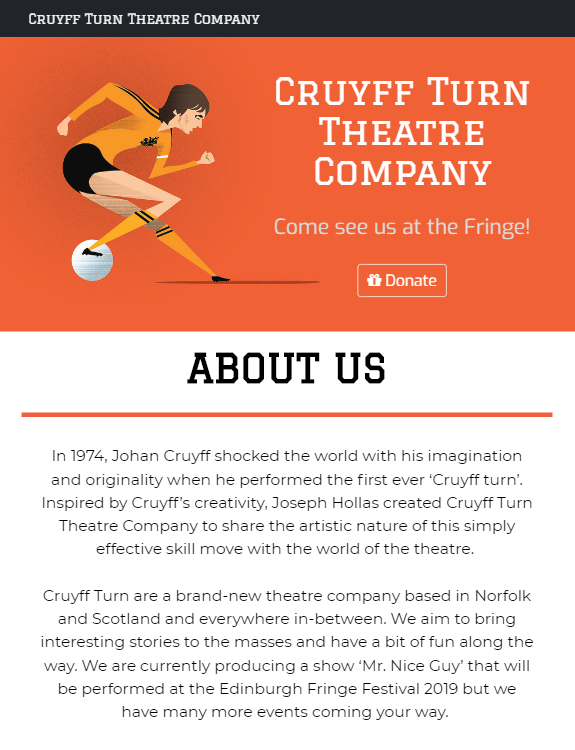 Cruyff Turn Theatre Company
Cruyff Turn
Theatre
Company
Come see us at the Fringe!
Donate
ABOUT US
In 1974, Johan Cruyff shocked the world with his imagination
and originality when he performed the first ever ‘Cruyff turn’.
Inspired by Cruyff’s creativity, Joseph Hollas created Cruyff Turn
Theatre Company to share the artistic nature of this simply
effective skill move with the world of the theatre.
Cruyff Turn are a brand-new theatre company based in Norfolk
and Scotland and everywhere in-between. We aim to bring
interesting stories to the masses and have a bit of fun along the
way. We are currently producing a show ‘Mr. Nice Guy’ that will
be performed at the Edinburgh Fringe Festival 2019 but we
have many more events coming your way.